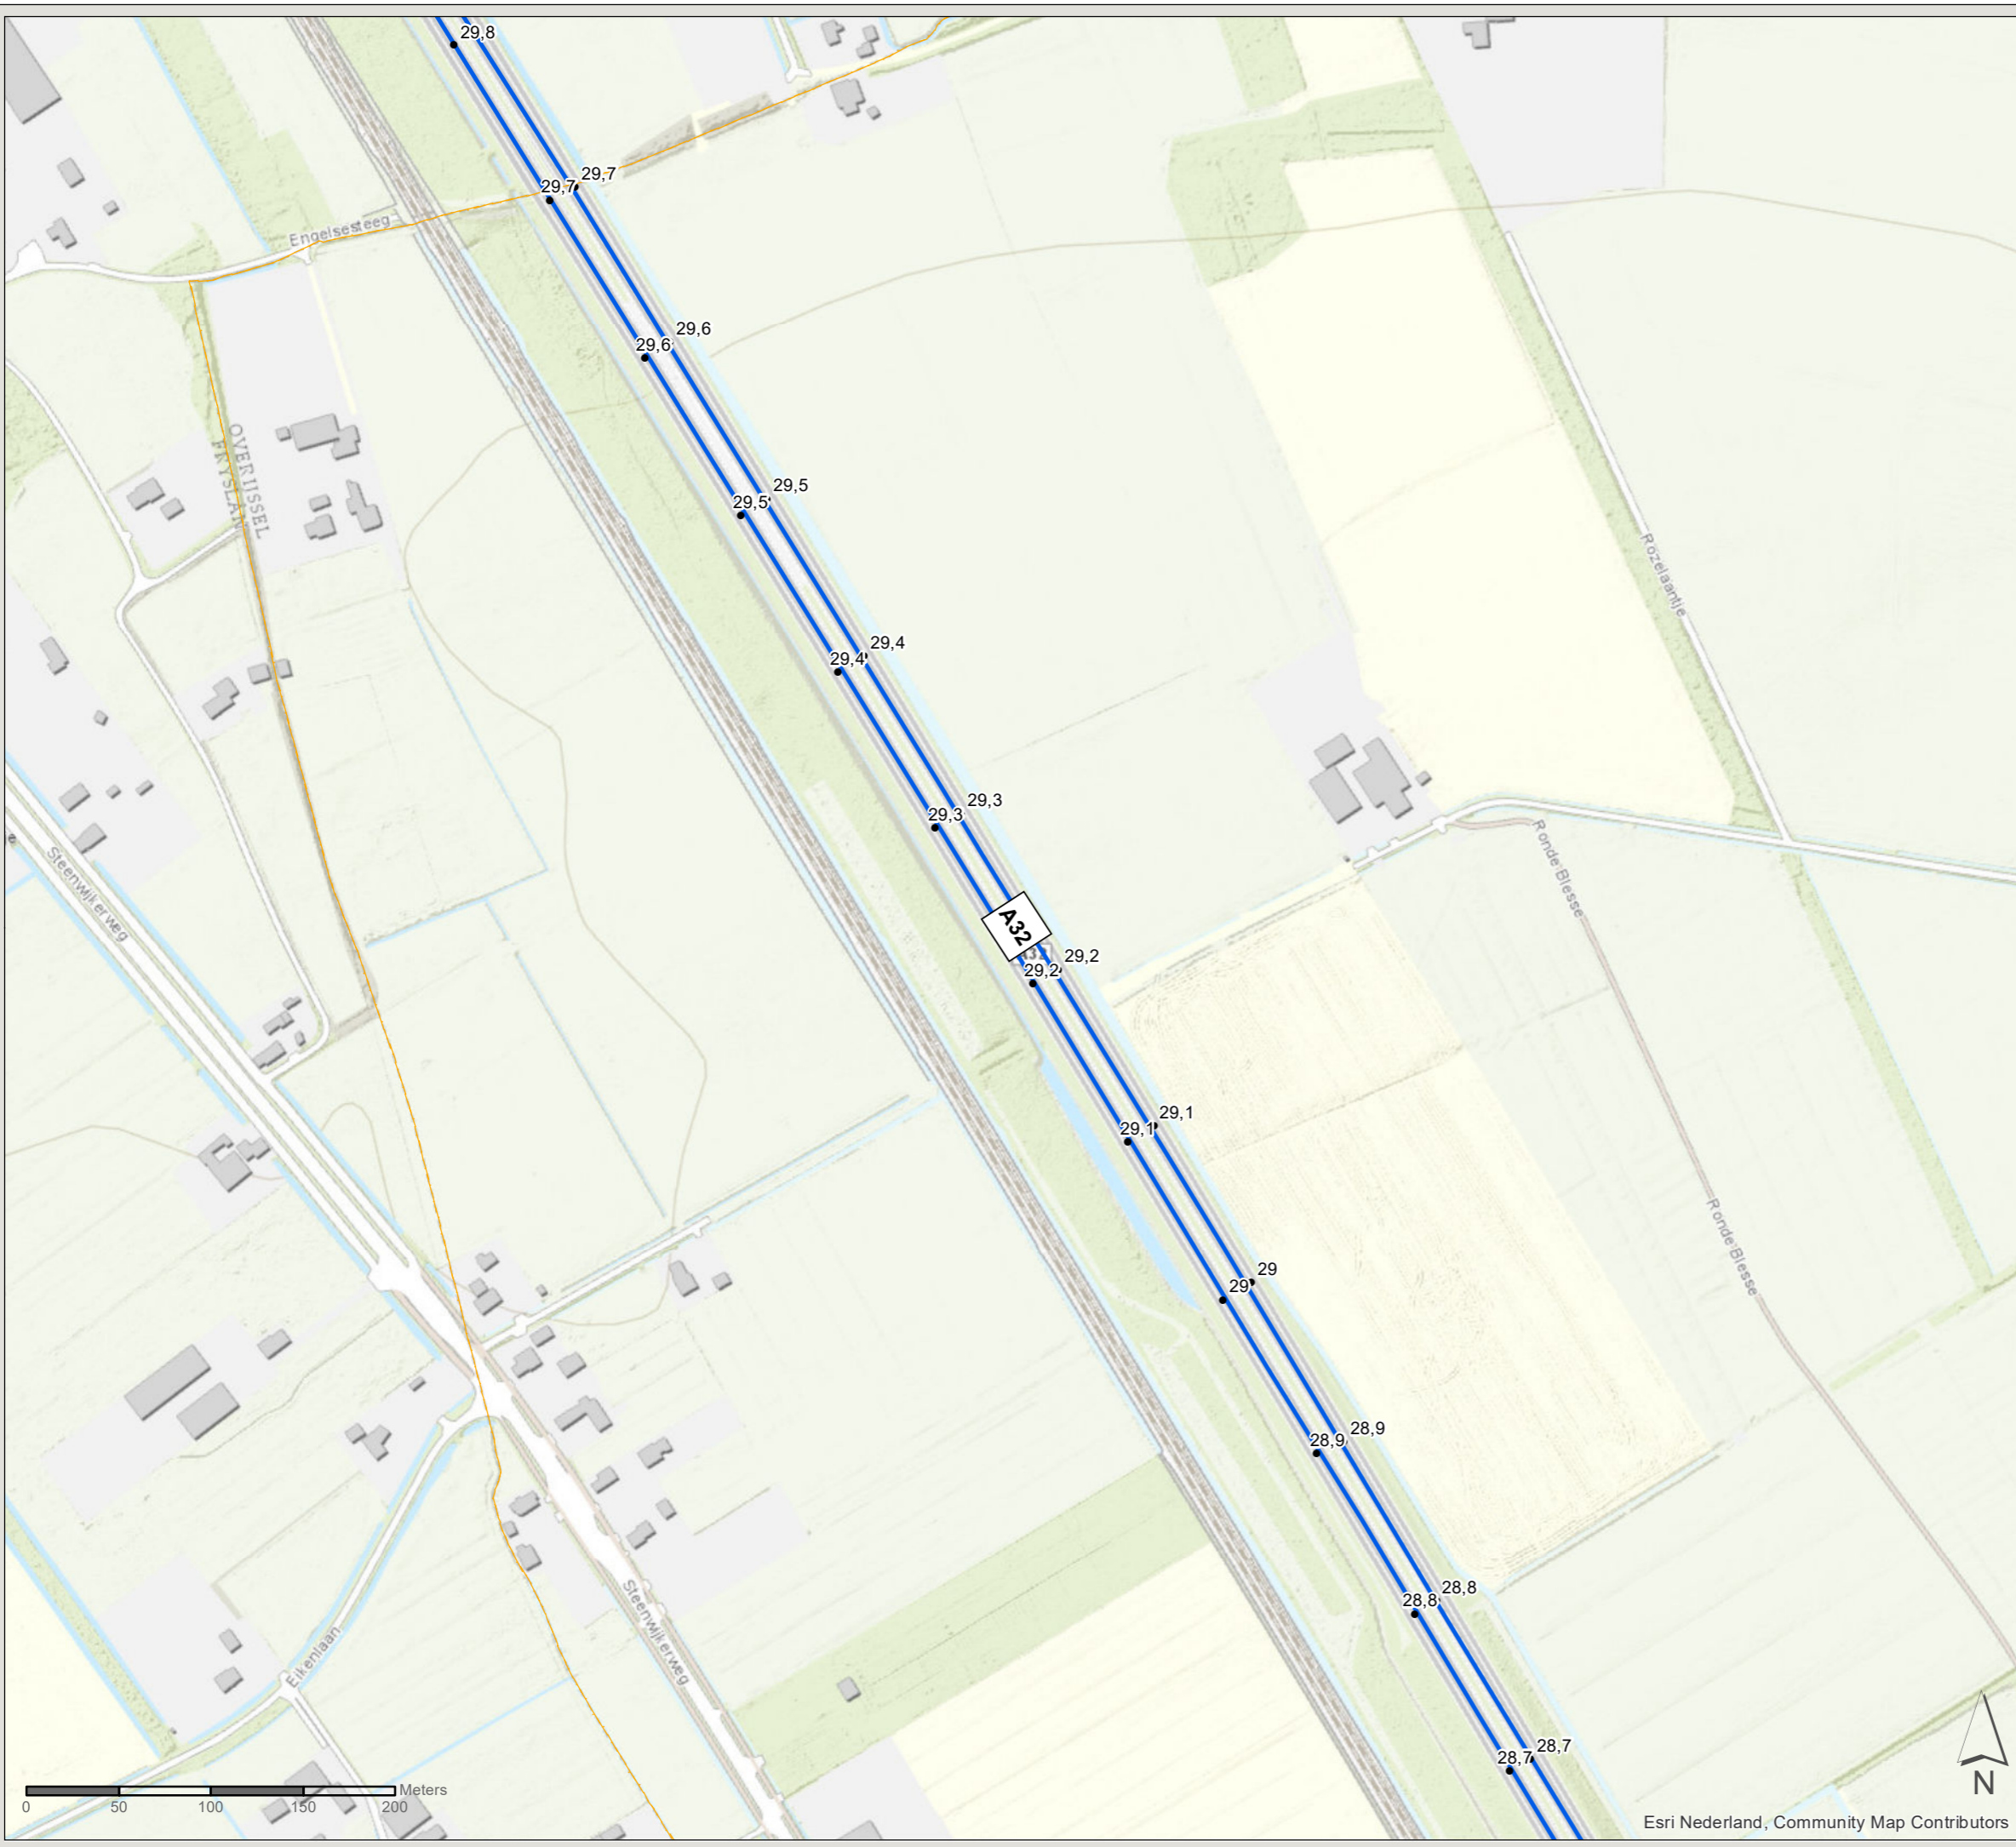 29,8
29,7
29,7
Engelsesteeg
29,6
29,6
OVERIJSSEL
FRYSLAN
29,5
29,5
Rozelaantje
29,4
29,4
29,3
29,3
Ronde Blesse
Steenwijkerweg
A32
A32
29,2
29,2
29,1
29,1
Ronde Blesse
29
29
28,9
28,9
28,8
28,8
Steenwijkerweg
Eikenlaan
28,7
28,7
Meters
0 50 100 150 200
N
Esri Nederland, Community Map Contributors